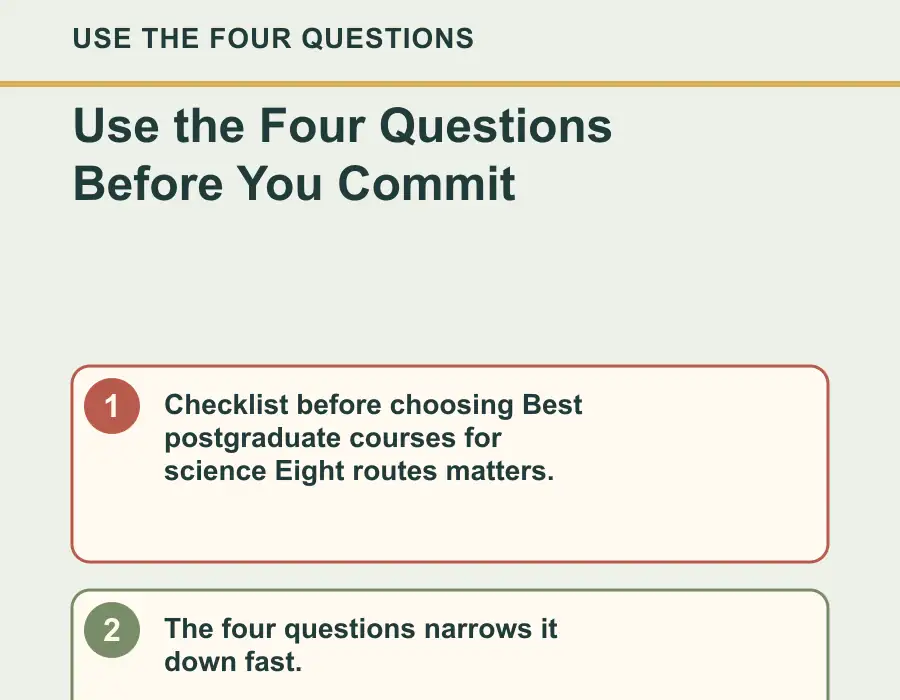 USE THE FOUR QUESTIONS
Use the Four Questions
Before You Commit
1
Checklist before choosing Best
postgraduate courses for
science Eight routes matters.
2
The four questions narrows it
down fast.